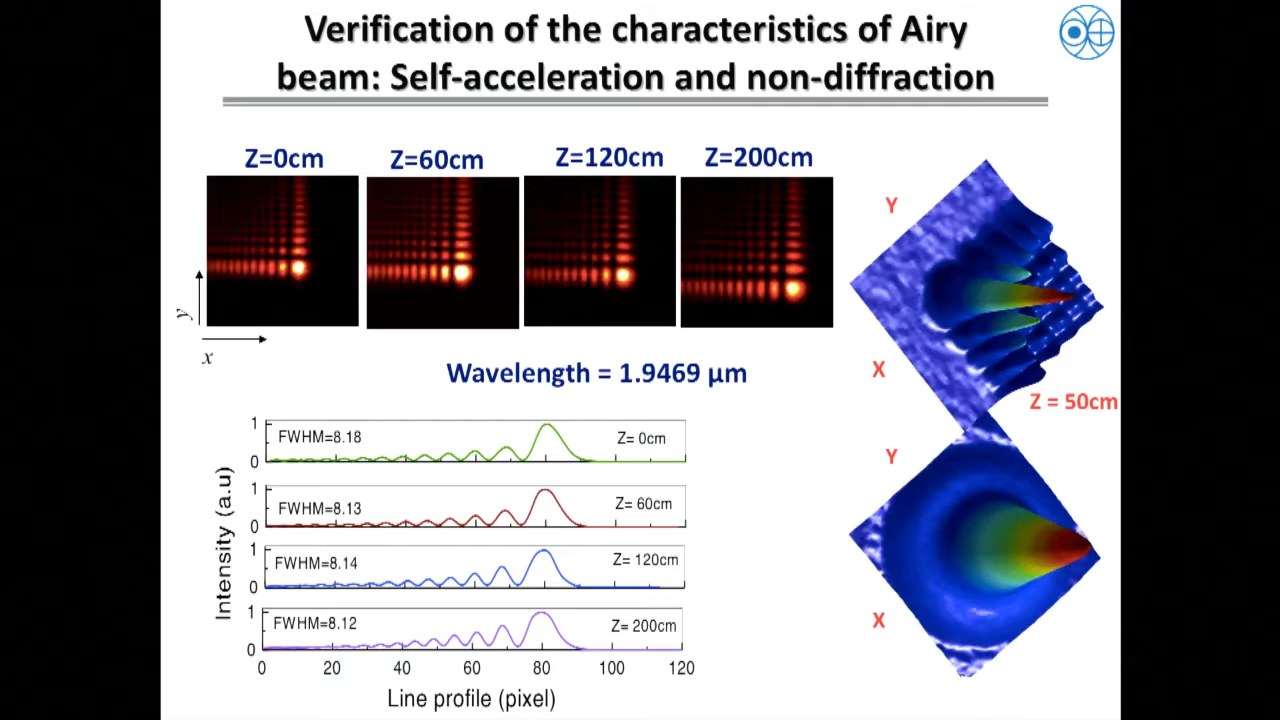 Verification of the characteristics of Airy
beam: Self-acceleration and non-diffraction
Z=0cm
Z=60cm
Z=120cm
Z=200cm
y
x
Wavelength = 1.9469 µm
Y
X
Z = 50cm
Y
X
Intensity (a.u)
1
0
FWHM=8.18
Z= 0cm
1
0
FWHM=8.13
Z= 60cm
1
0
FWHM=8.14
Z= 120cm
1
0
FWHM=8.12
Z= 200cm
0 20 40 60 80 100 120
Line profile (pixel)